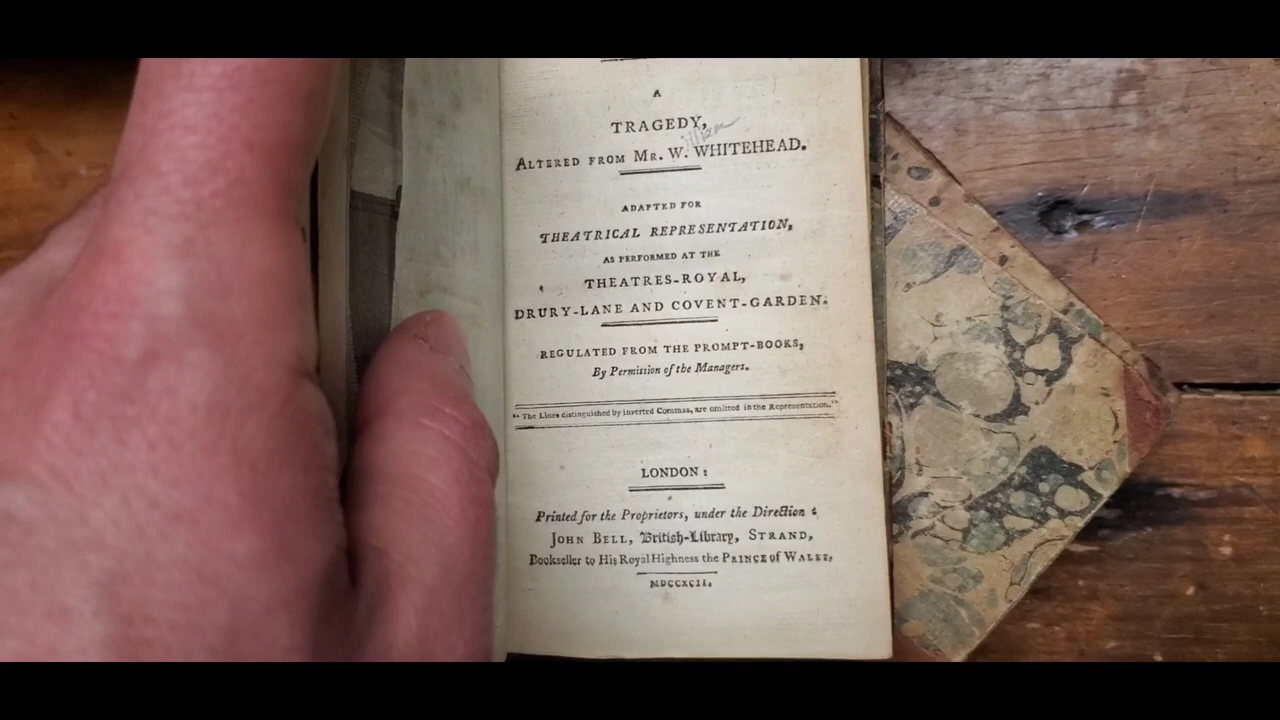 A
TRAGEDY,
ALTERED FROM MR. W. WHITEHEAD.
ADAPTED FOR
THEATRICAL REPRESENTATION,
AS PERFORMED AT THE
THEATRES-ROYAL,
DRURY-LANE AND COVENT-GARDEN.
REGULATED FROM THE PROMPT-BOOKS,
By Permission of the Managers.
"The Lines distinguished by inverted Commas, are omitted in the Representation."
LONDON:
Printed for the Proprietors, under the Direction of
JOHN BELL, British-Library, STRAND,
Bookseller to His Royal Highness the PRINCE of WALES.
MDCCXCII.